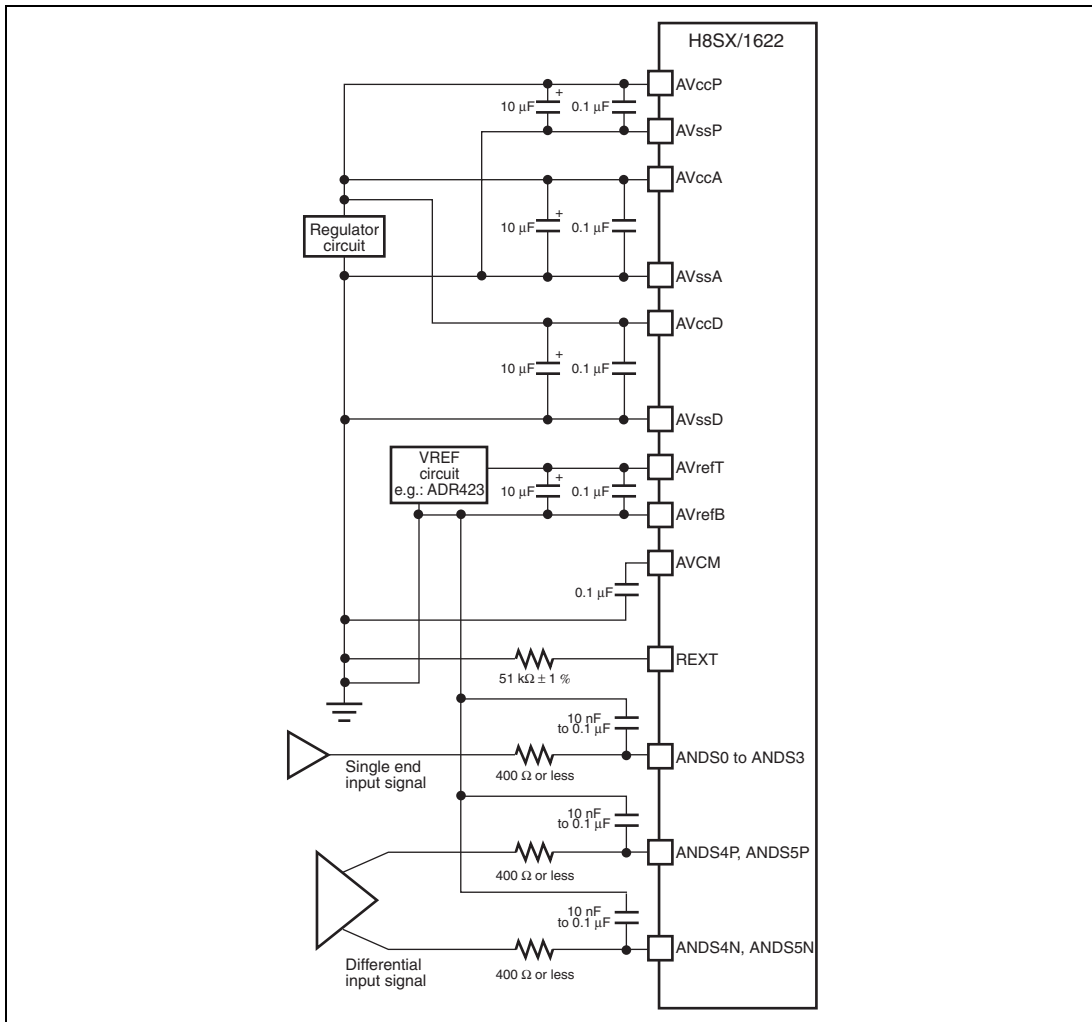 H8SX/1622
AVccP
10 µF
+
0.1 µF
AVssP
AVccA
10 µF
+
0.1 µF
Regulator
circuit
AVssA
AVccD
10 µF
+
0.1 µF
AVssD
VREF
circuit
e.g.: ADR423
AVrefT
10 µF
+
0.1 µF
AVrefB
AVCM
0.1 µF
REXT
51 kΩ ± 1 %
10 nF
to 0.1 µF
ANDS0 to ANDS3
Single end
input signal
400 Ω or less
10 nF
to 0.1 µF
ANDS4P, ANDS5P
400 Ω or less
10 nF
to 0.1 µF
ANDS4N, ANDS5N
Differential
input signal
400 Ω or less